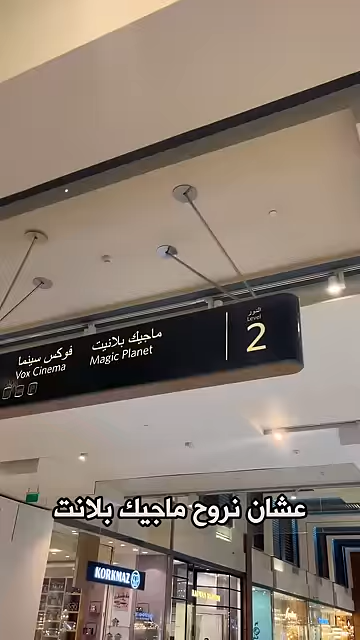 الدور
Level
2
ماجيك بلانيت
Magic Planet
فوكس سينما
Vox Cinema
عشان نروح ماجيك بلانت
KORKMAZ